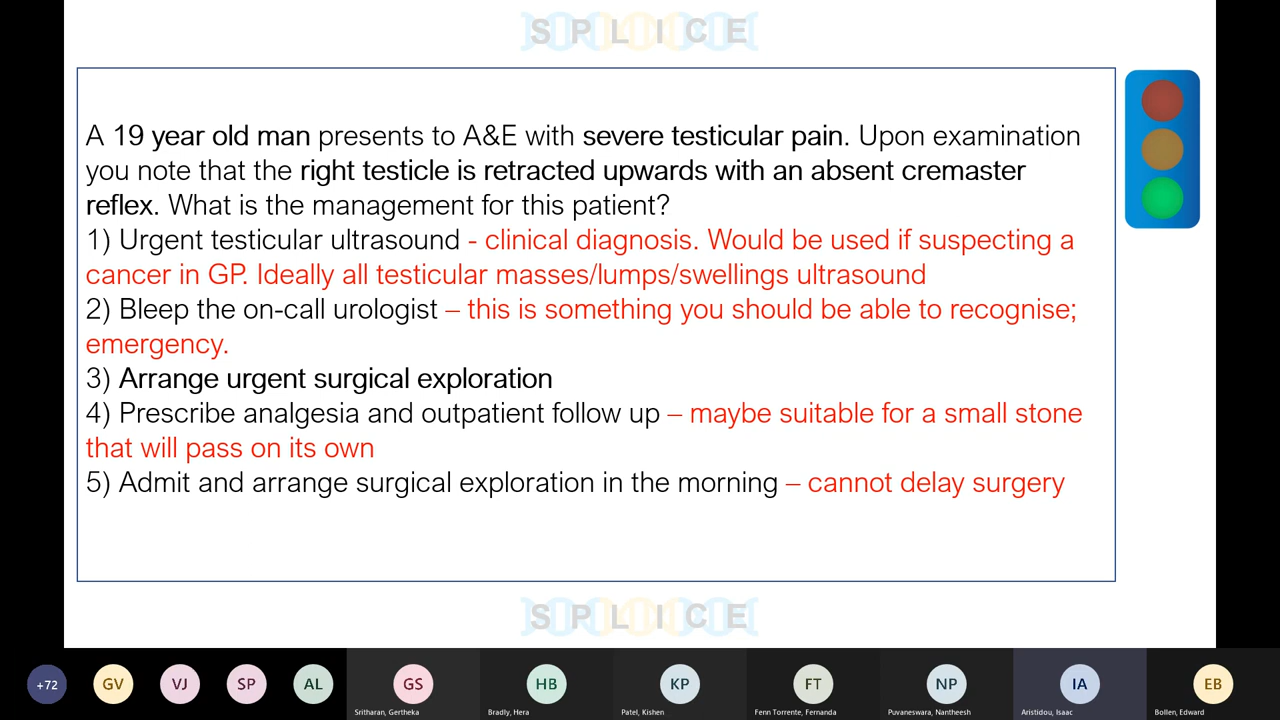 S P L I C E
A 19 year old man presents to A&E with severe testicular pain. Upon examination
you note that the right testicle is retracted upwards with an absent cremaster
reflex. What is the management for this patient?
1) Urgent testicular ultrasound - clinical diagnosis. Would be used if suspecting a
cancer in GP. Ideally all testicular masses/lumps/swellings ultrasound
2) Bleep the on-call urologist – this is something you should be able to recognise;
emergency.
3) Arrange urgent surgical exploration
4) Prescribe analgesia and outpatient follow up – maybe suitable for a small stone
that will pass on its own
5) Admit and arrange surgical exploration in the morning – cannot delay surgery
S P L I C E
+72 GV VJ SP AL GS HB KP FT NP IA EB
Sritharan, Gertheka Bradly, Hera Patel, Kishen Fenn Torrente, Fernanda Puvaneswara, Nantheesh Aristidou, Isaac Bollen, Edward